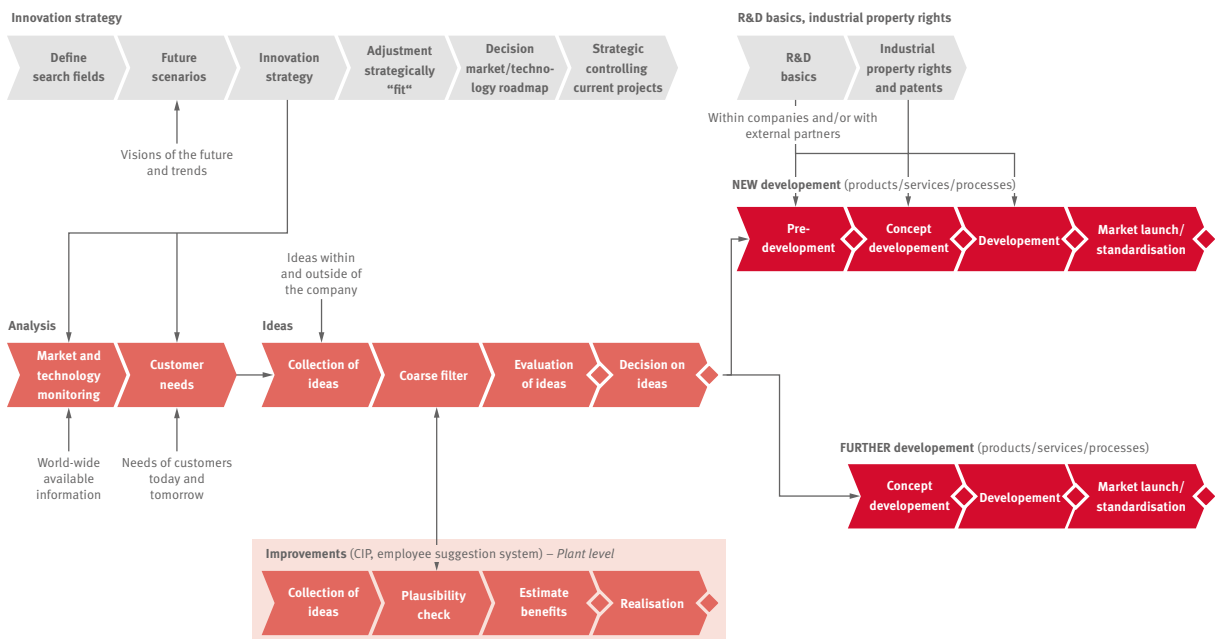 Innovation strategy
Define
search fields
Future
scenarios
Innovation
strategy
Adjustment
strategically
“fit“
Decision
market/techno-
logy roadmap
Strategic
controlling
current projects
R&D basics, industrial property rights
R&D
basics
Industrial
property rights
and patents
Visions of the future
and trends
Within companies and/or with
external partners
NEW developement (products/services/processes)
Pre-
development
Concept
developement
Developement
Market launch/
standardisation
Ideas within
and outside of
the company
Analysis
Market and
technology
monitoring
Customer
needs
Ideas
Collection of
ideas
Coarse filter
Evaluation
of ideas
Decision on
ideas
World-wide
available
information
Needs of customers
today and
tomorrow
FURTHER developement (products/services/processes)
Concept
developement
Developement
Market launch/
standardisation
Improvements (CIP, employee suggestion system) – Plant level
Collection of
ideas
Plausibility
check
Estimate
benefits
Realisation